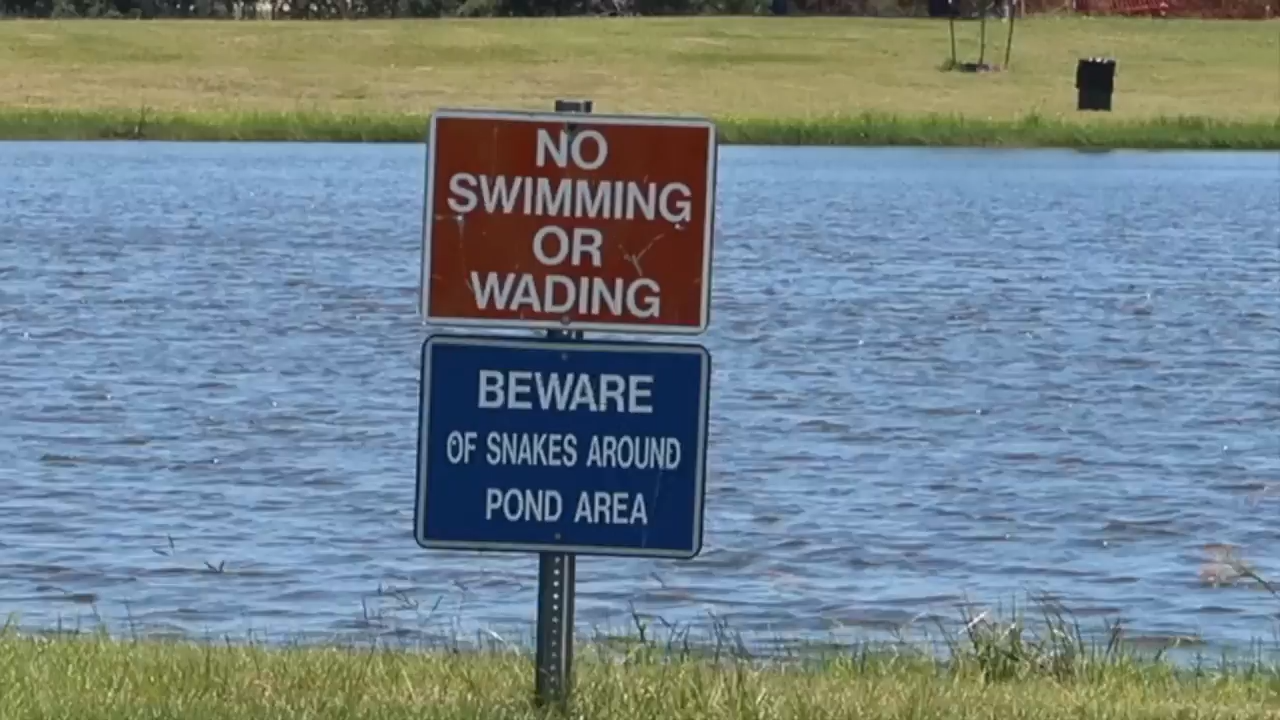 NO
SWIMMING
OR
WADING
BEWARE
OF SNAKES AROUND
POND AREA